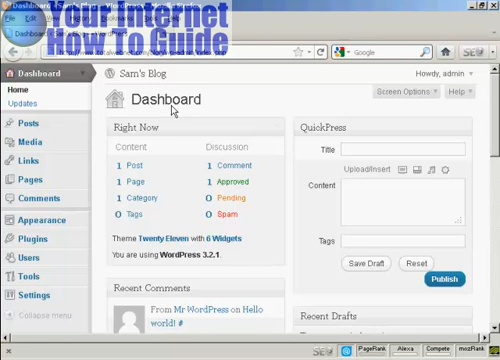 The Internet
How To Guide
Dashboard ‹ Sam's Blog — WordPress
Google
Dashboard
Home
Updates
Posts
Media
Links
Pages
Comments
Appearance
Plugins
Users
Tools
Settings
Collapse menu
Sam's Blog
Howdy, admin
Dashboard
Screen Options
Help
Right Now
Content
Discussion
1 Post
1 Comment
1 Page
1 Approved
1 Category
0 Pending
0 Tags
0 Spam
Theme Twenty Eleven with 6 Widgets
You are using WordPress 3.2.1.
Recent Comments
From Mr WordPress on Hello
world! #
QuickPress
Title
Upload/Insert
Content
Tags
Save Draft
Reset
Publish
Recent Drafts
PageRank
Alexa
Compete
mozRank